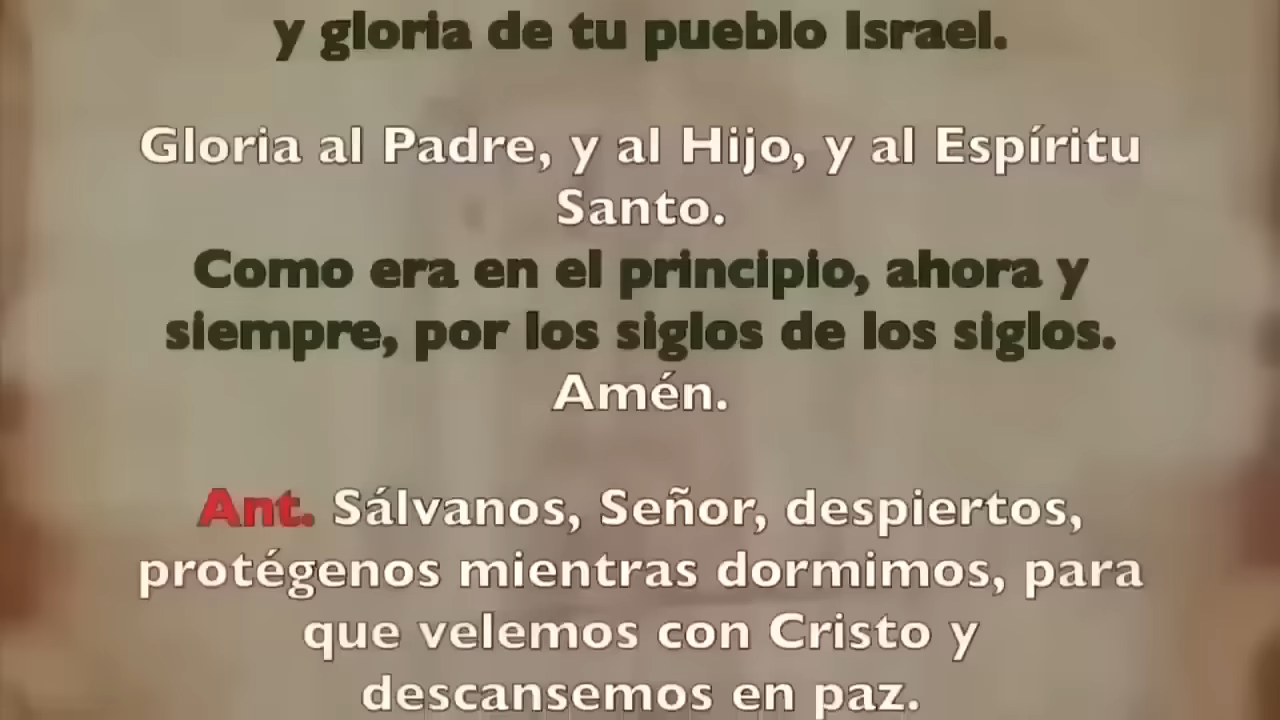 y gloria de tu pueblo Israel.
Gloria al Padre, y al Hijo, y al Espíritu
Santo.
Como era en el principio, ahora y
siempre, por los siglos de los siglos.
Amén.
Ant. Sálvanos, Señor, despiertos,
protégenos mientras dormimos, para
que velemos con Cristo y
descansemos en paz.